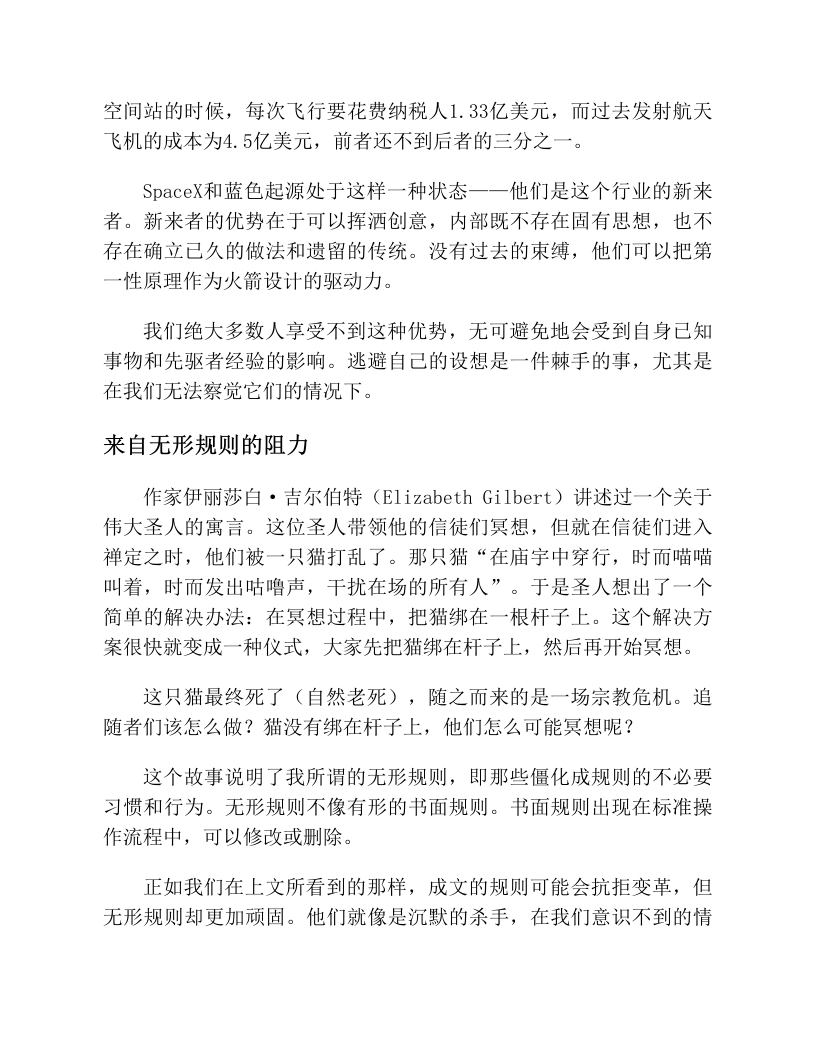 空间站的时候，每次飞行要花费纳税人1.33亿美元，而过去发射航天
飞机的成本为4.5亿美元，前者还不到后者的三分之一。
SpaceX和蓝色起源处于这样一种状态——他们是这个行业的新来
者。新来者的优势在于可以挥洒创意，内部既不存在固有思想，也不
存在确立已久的做法和遗留的传统。没有过去的束缚，他们可以把第
一性原理作为火箭设计的驱动力。
我们绝大多数人享受不到这种优势，无可避免地会受到自身已知
事物和先驱者经验的影响。逃避自己的设想是一件棘手的事，尤其是
在我们无法察觉它们的情况下。
来自无形规则的阻力
作家伊丽莎白·吉尔伯特（Elizabeth Gilbert）讲述过一个关于
伟大圣人的寓言。这位圣人带领他的信徒们冥想，但就在信徒们进入
禅定之时，他们被一只猫打乱了。那只猫“在庙宇中穿行，时而喵喵
叫着，时而发出咕噜声，干扰在场的所有人”。于是圣人想出了一个
简单的解决办法：在冥想过程中，把猫绑在一根杆子上。这个解决方
案很快就变成一种仪式，大家先把猫绑在杆子上，然后再开始冥想。
这只猫最终死了（自然老死），随之而来的是一场宗教危机。追
随者们该怎么做？猫没有绑在杆子上，他们怎么可能冥想呢？
这个故事说明了我所谓的无形规则，即那些僵化成规则的不必要
习惯和行为。无形规则不像有形的书面规则。书面规则出现在标准操
作流程中，可以修改或删除。
正如我们在上文所看到的那样，成文的规则可能会抗拒变革，但
无形规则却更加顽固。他们就像是沉默的杀手，在我们意识不到的情